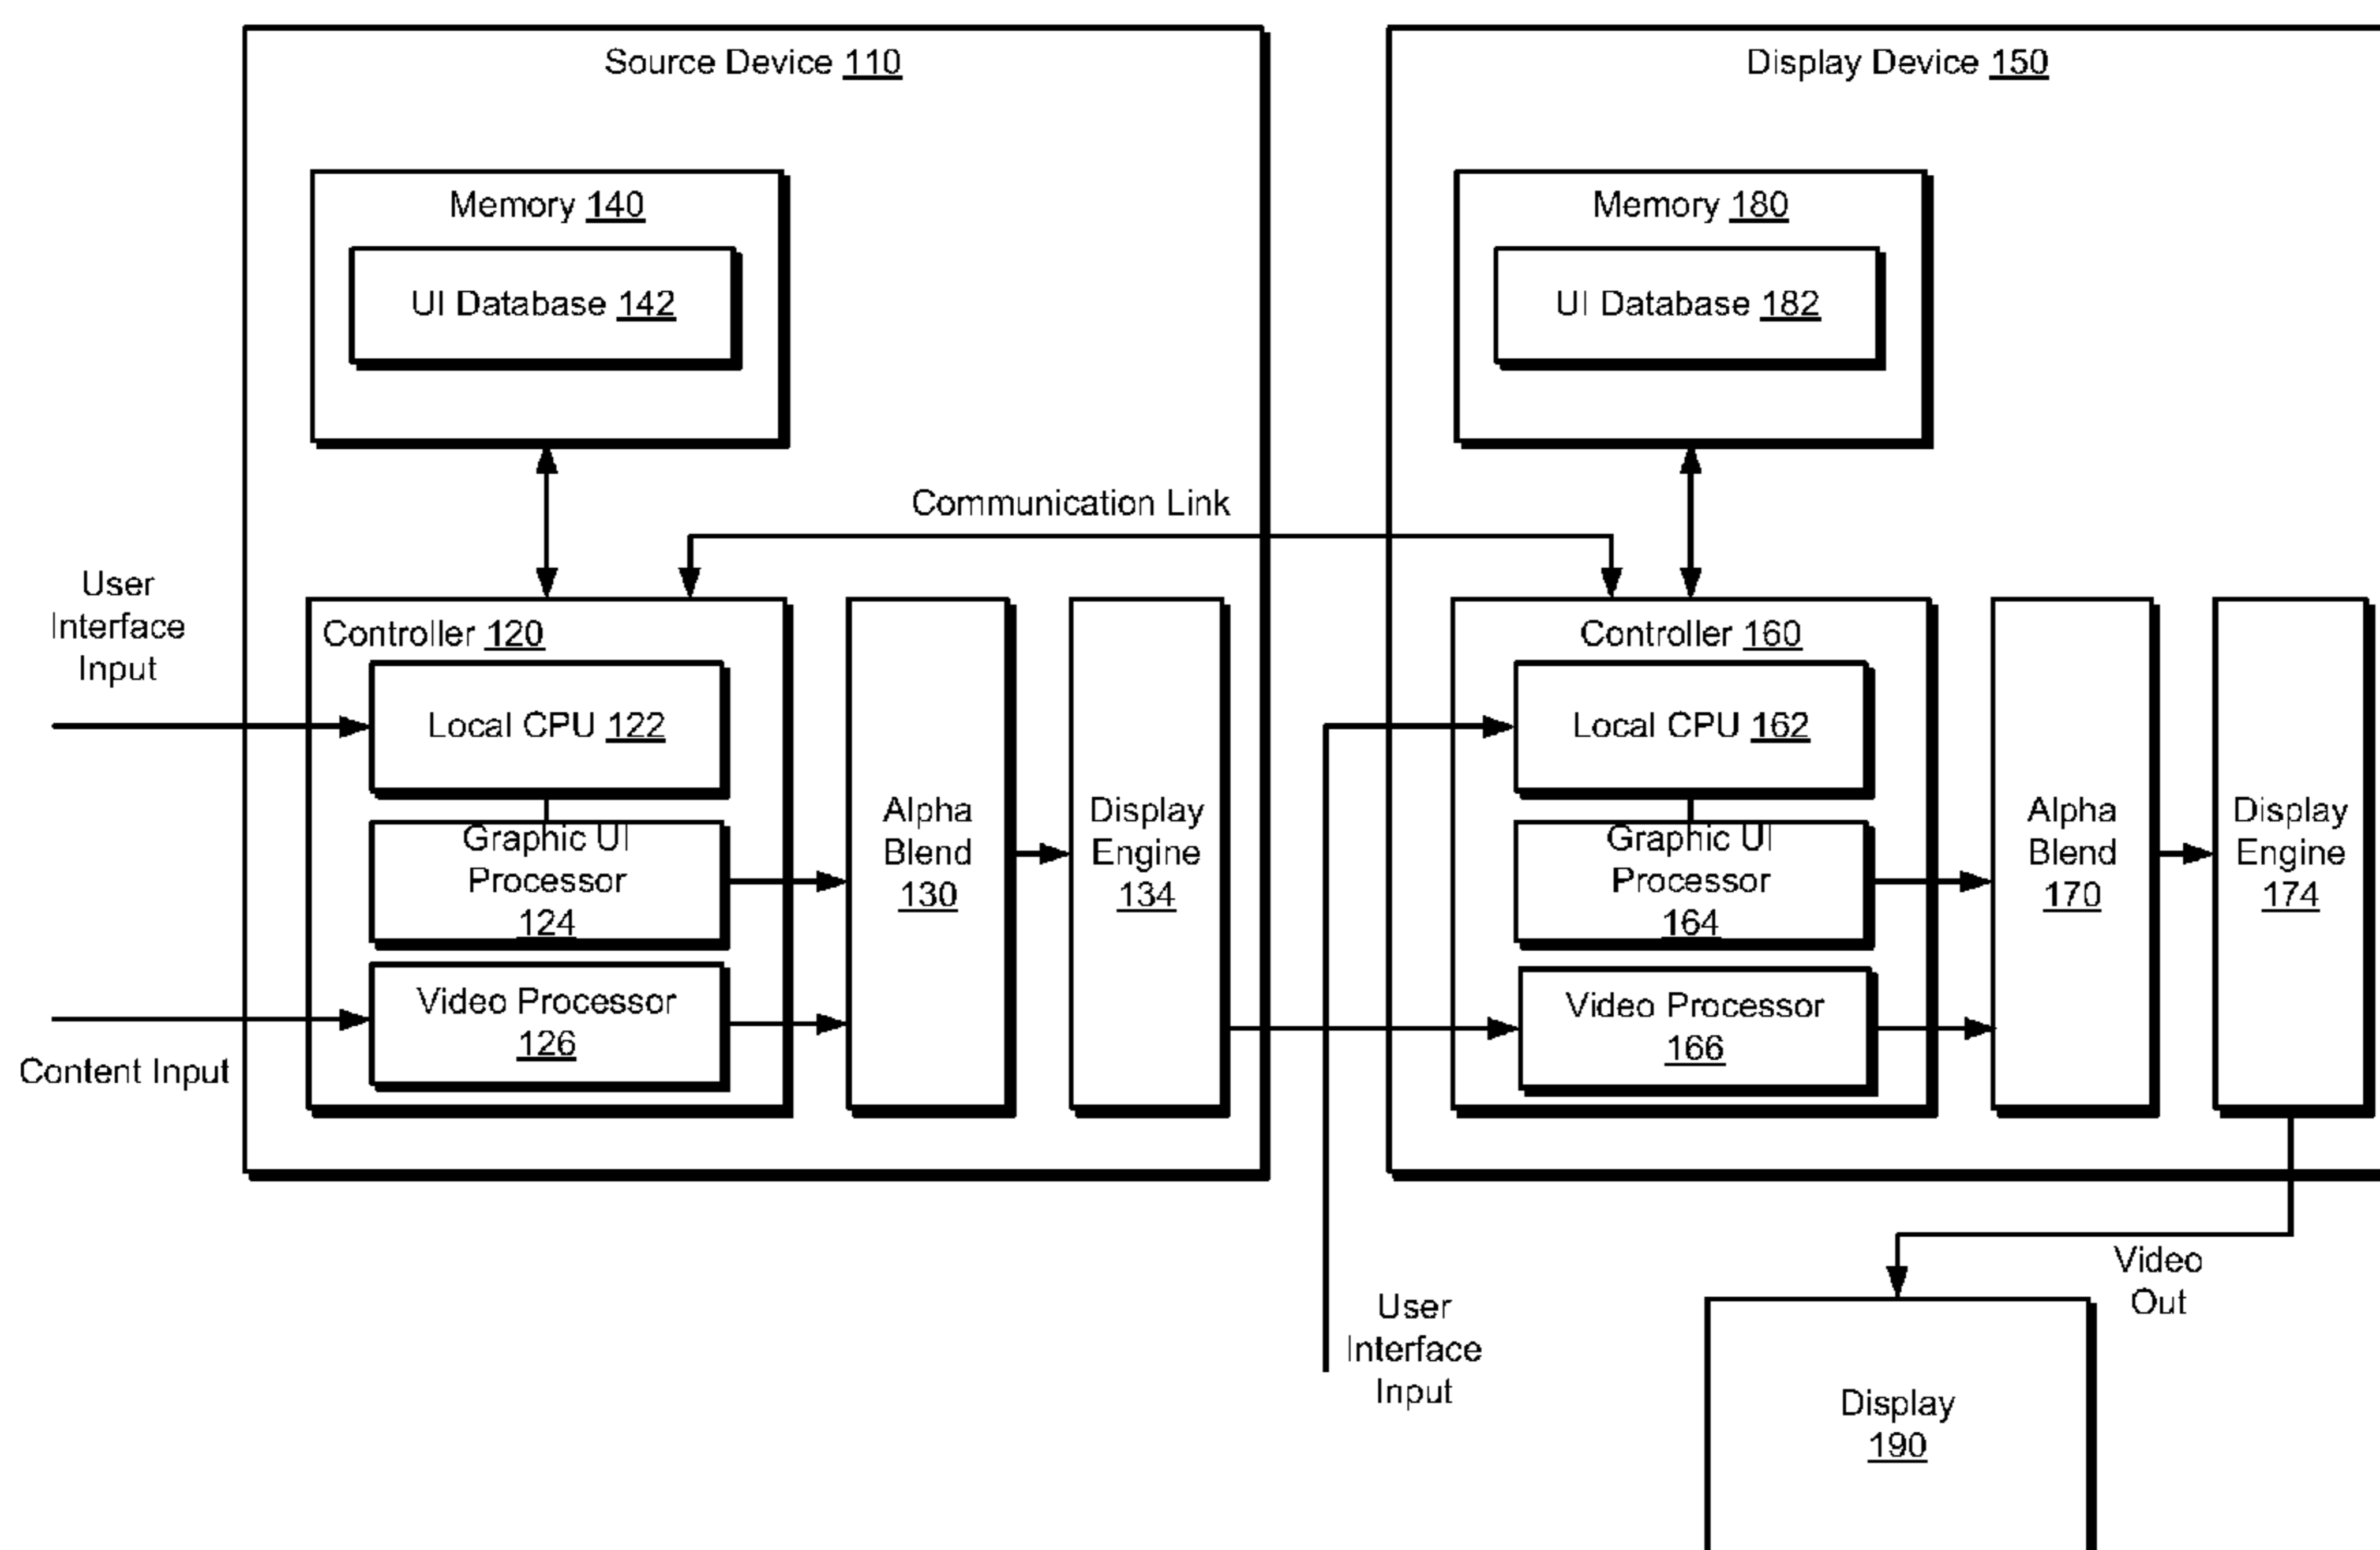 Source Device 110
Display Device 150
Memory 140
UI Database 142
Memory 180
UI Database 182
Communication Link
User
Interface
Input
Controller 120
Local CPU 122
Graphic UI
Processor
124
Video Processor
126
Content Input
Alpha
Blend
130
Display
Engine
134
Controller 160
Local CPU 162
Graphic UI
Processor
164
Video Processor
166
Alpha
Blend
170
Display
Engine
174
User
Interface
Input
Video
Out
Display
190